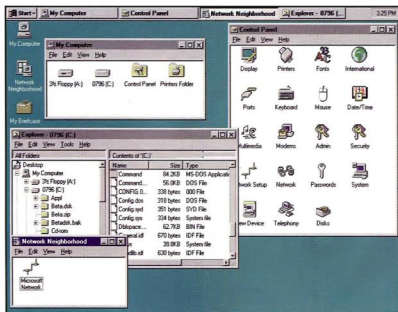 Start
My Computer
Control Panel
Network Neighborhood
Explorer - 0796 (...
3:25 PM
My Computer
Network Neighborhood
My Briefcase
My Computer
File Edit View Help
3½ Floppy (A:)
0796 (C:)
Control Panel
Printers Folder
Control Panel
File Edit View Help
Display
Printers
Fonts
International
Ports
Keyboard
Mouse
Date/Time
Multimedia
Modems
Admin
Security
Network Setup
Network
Passwords
System
New Device
Telephony
Disks
Explorer - 0796 (C:)
File Edit View Tools Help
All Folders
Contents of 'C:/'
Desktop
My Computer
3½ Floppy (A:)
0796 (C:)
Appl
Beta.dsk
Beta.zip
Betadsk.bak
Cd-rom
Name Size Type
Command 84.2KB MS-DOS Applicatio
Command... 56.0KB DOS File
CONFIG.0... 338 bytes 000 File
Config.dos 318 bytes DOS File
Config.syd 351 bytes SYD File
Config.sys 334 bytes System file
Dblspace... 62.7KB BIN File
670 bytes IDF File
38.8KB System file
630 bytes IDF File
Network Neighborhood
File Edit View Help
Microsoft Network